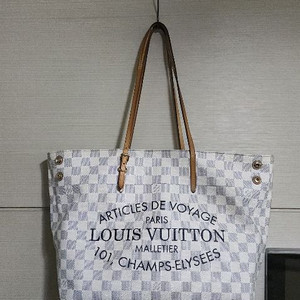 ARTICLES DE VOYAGE
PARIS
LOUIS VUITTON
MALLETIER
101, CHAMPS-ELYSEES